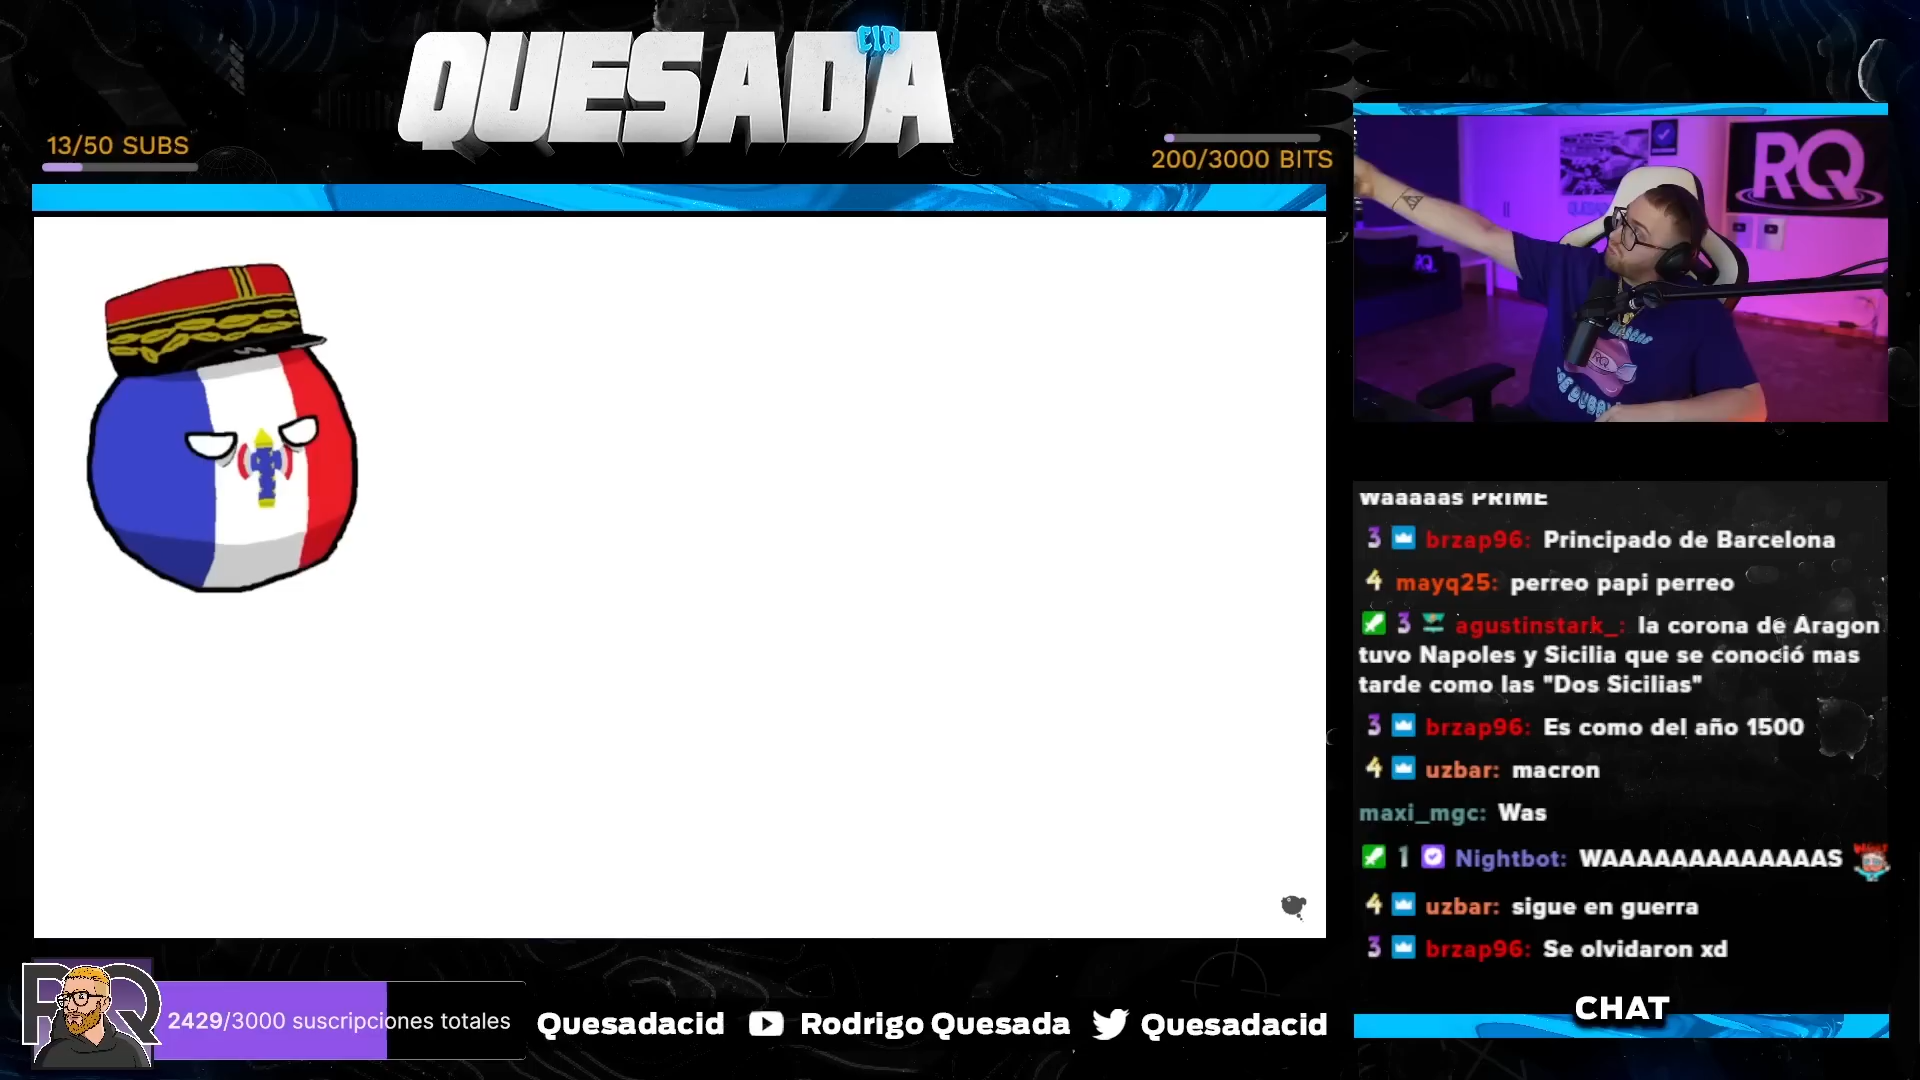 QUESADA
CID
13/50 SUBS
200/3000 BITS
RQ
RQ
waaaaas PRIME
3 brzap96: Principado de Barcelona
4 mayq25: perreo papi perreo
3 agustinstark_: la corona de Aragon
tuvo Napoles y Sicilia que se conoció mas
tarde como las "Dos Sicilias"
3 brzap96: Es como del año 1500
4 uzbar: macron
maxi_mgc: Was
1 Nightbot: WAAAAAAAAAAAAAS
4 uzbar: sigue en guerra
3 brzap96: Se olvidaron xd
CHAT
RQ
2429/3000 suscripciones totales
Quesadacid
Rodrigo Quesada
Quesadacid